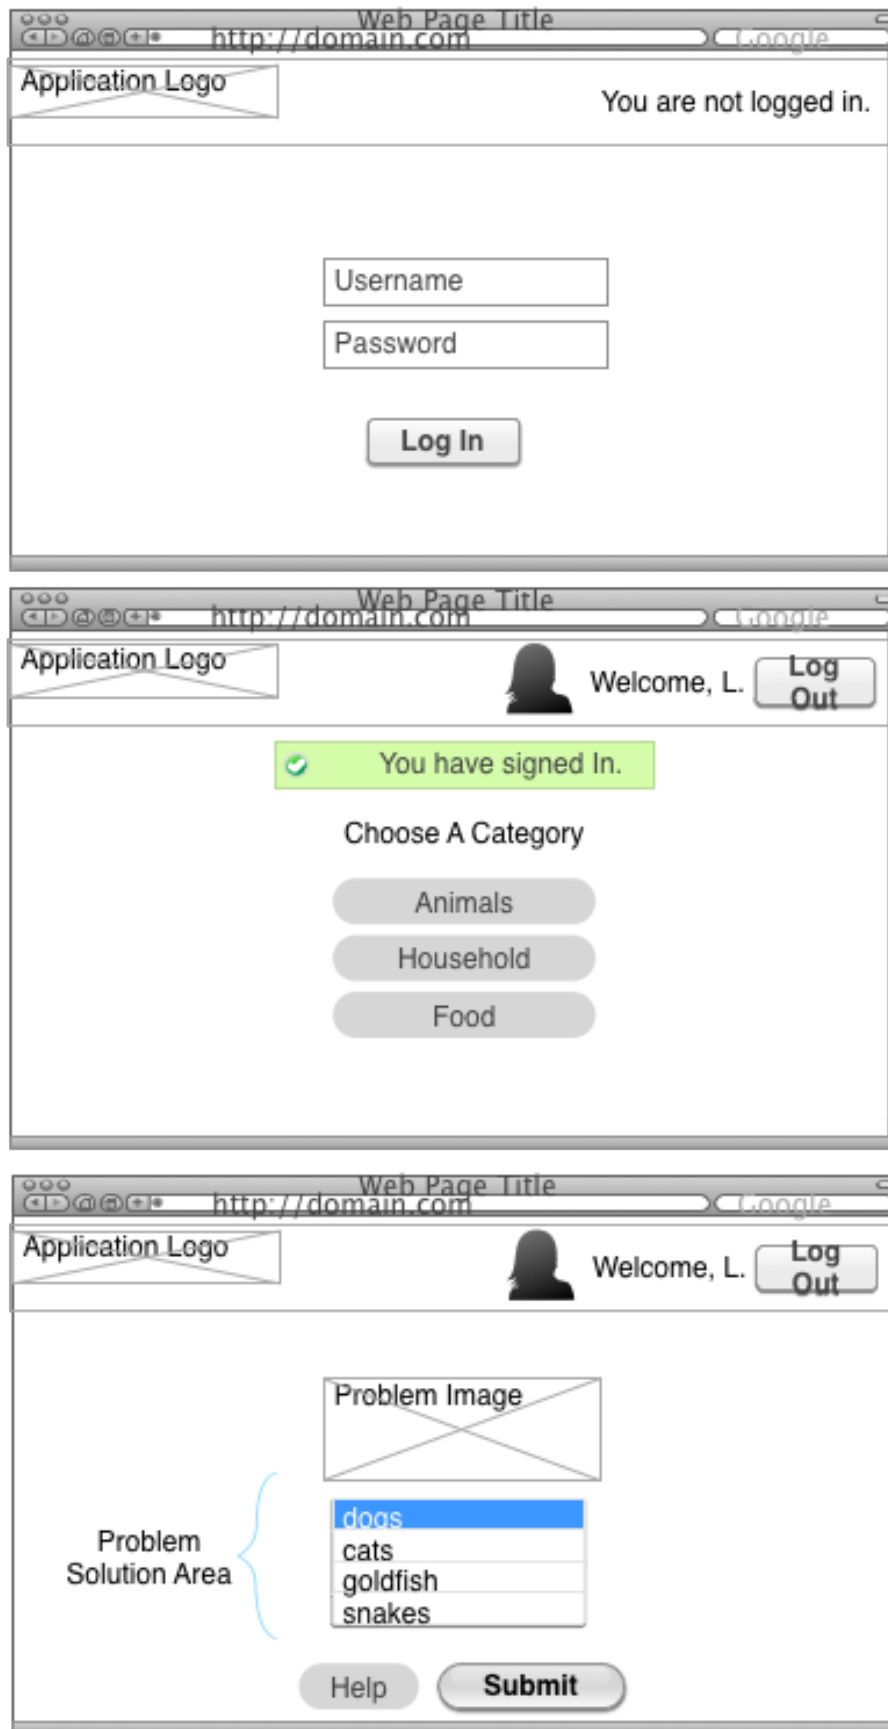 Web Page Title
http://domain.com
Google
Application Logo
You are not logged in.
Username
Password
Log In
Web Page Title
http://domain.com
Google
Application Logo
Welcome, L.
Log
Out
You have signed In.
Choose A Category
Animals
Household
Food
Web Page Title
http://domain.com
Google
Application Logo
Welcome, L.
Log
Out
Problem Image
Problem
Solution Area
dogs
cats
goldfish
snakes
Help
Submit